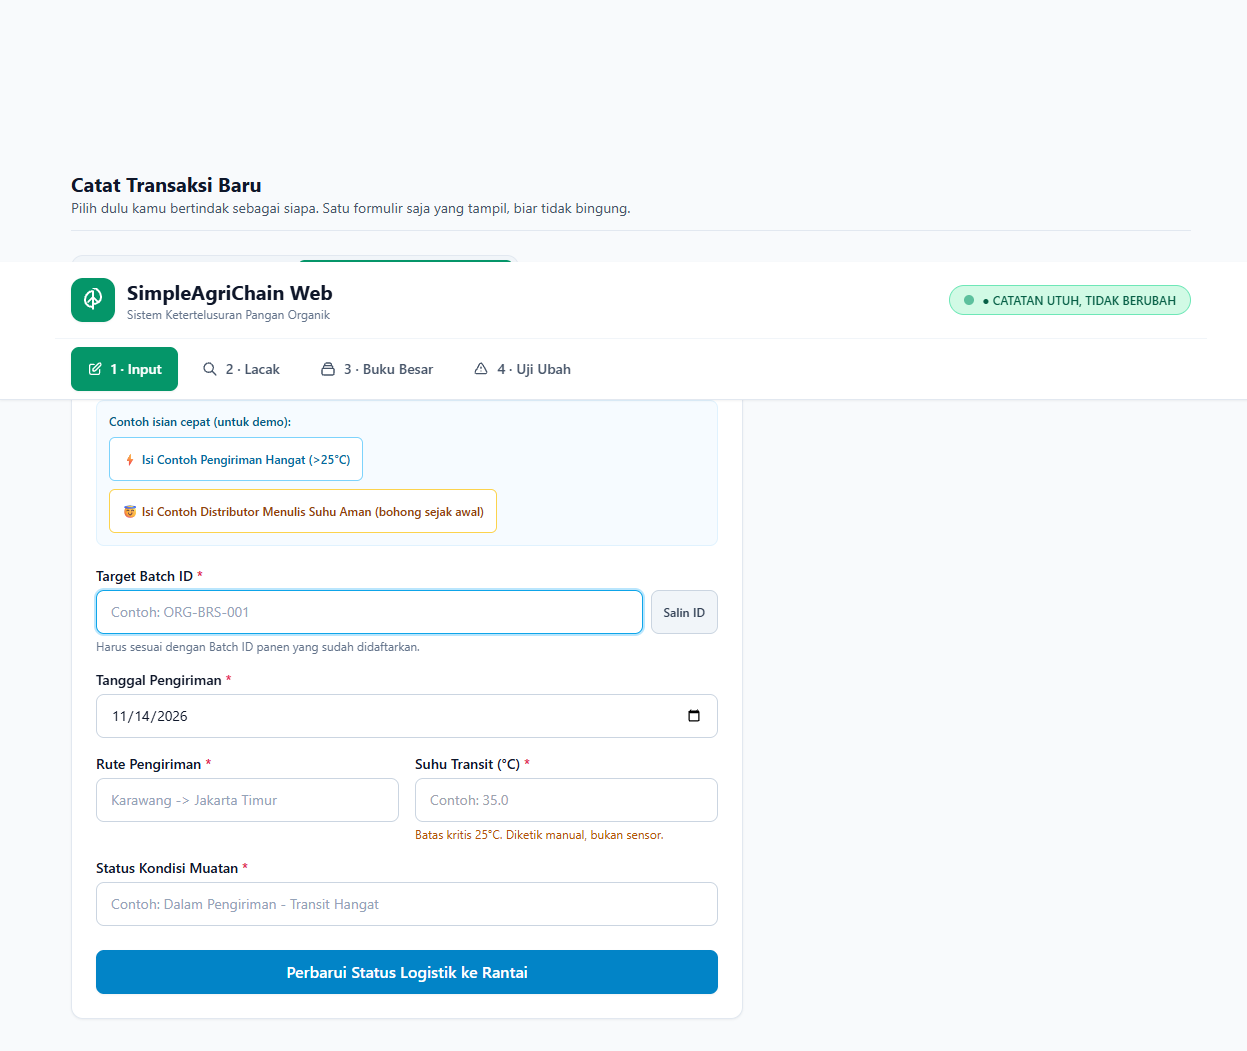 Catat Transaksi Baru
Pilih dulu kamu bertindak sebagai siapa. Satu formulir saja yang tampil, biar tidak bingung.
SimpleAgriChain Web
Sistem Ketertelusuran Pangan Organik
● CATATAN UTUH, TIDAK BERUBAH
1 · Input
2 · Lacak
3 · Buku Besar
4 · Uji Ubah
Contoh isian cepat (untuk demo):
Isi Contoh Pengiriman Hangat (>25°C)
Isi Contoh Distributor Menulis Suhu Aman (bohong sejak awal)
Target Batch ID *
Contoh: ORG-BRS-001
Salin ID
Harus sesuai dengan Batch ID panen yang sudah didaftarkan.
Tanggal Pengiriman *
11/14/2026
Rute Pengiriman *
Suhu Transit (°C) *
Karawang -> Jakarta Timur
Contoh: 35.0
Batas kritis 25°C. Diketik manual, bukan sensor.
Status Kondisi Muatan *
Contoh: Dalam Pengiriman - Transit Hangat
Perbarui Status Logistik ke Rantai